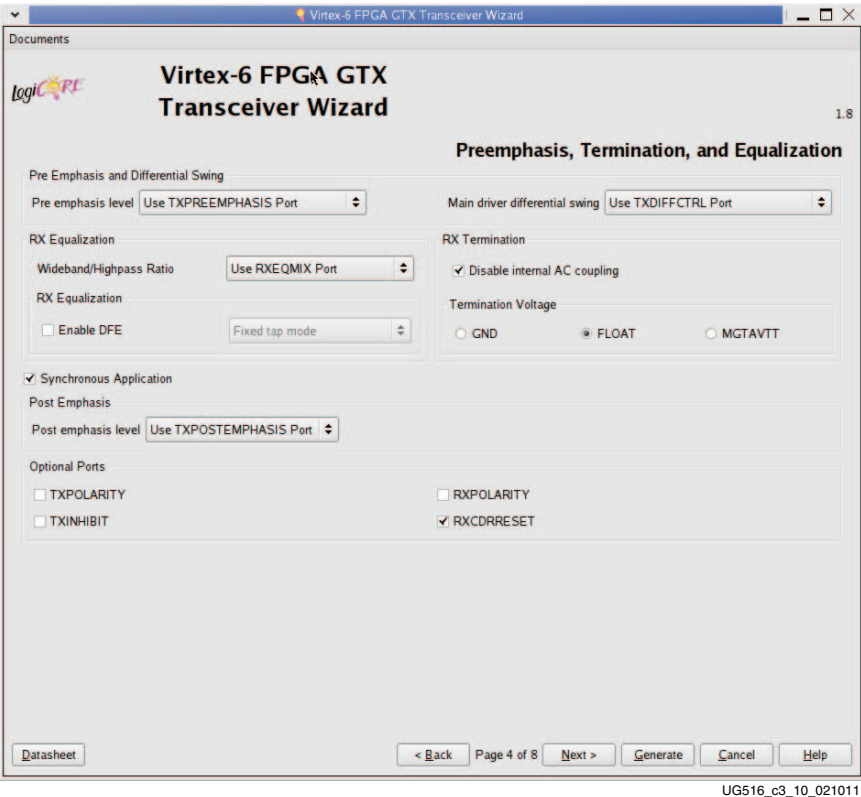 Virtex-6 FPGA GTX Transceiver Wizard
Documents
LogiCORE
Virtex-6 FPGA GTX
Transceiver Wizard
1.8
Preemphasis, Termination, and Equalization
Pre Emphasis and Differential Swing
Pre emphasis level Use TXPREEMPHASIS Port Main driver differential swing Use TXDIFFCTRL Port
RX Equalization RX Termination
Wideband/Highpass Ratio Use RXEQMIX Port Disable internal AC coupling
RX Equalization Termination Voltage
Enable DFE Fixed tap mode GND FLOAT MGTAVTT
Synchronous Application
Post Emphasis
Post emphasis level Use TXPOSTEMPHASIS Port
Optional Ports
TXPOLARITY RXPOLARITY
TXINHIBIT RXCDRRESET
Datasheet < Back Page 4 of 8 Next > Generate Cancel Help
UG516_c3_10_021011